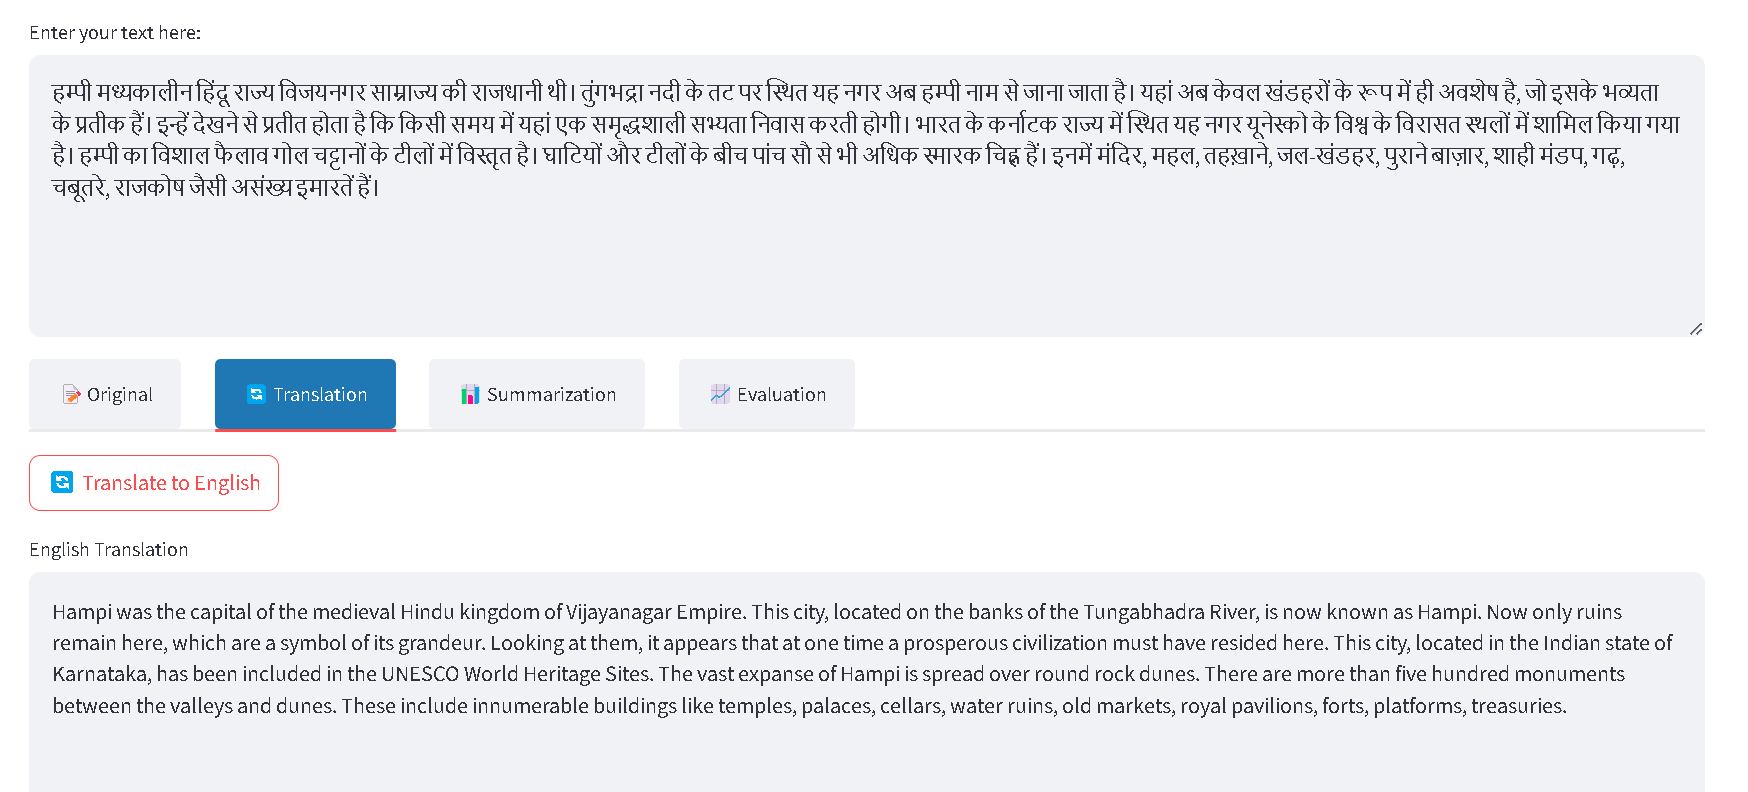 Enter your text here:
हम्पी मध्यकालीन हिंदू राज्य विजयनगर साम्राज्य की राजधानी थी। तुंगभद्रा नदी के तट पर स्थित यह नगर अब हम्पी नाम से जाना जाता है। यहां अब केवल खंडहरों के रूप में ही अवशेष है, जो इसके भव्यता
के प्रतीक हैं। इन्हें देखने से प्रतीत होता है कि किसी समय में यहां एक समृद्धशाली सभ्यता निवास करती होगी। भारत के कर्नाटक राज्य में स्थित यह नगर यूनेस्को के विश्व के विरासत स्थलों में शामिल किया गया
है। हम्पी का विशाल फैलाव गोल चट्टानों के टीलों में विस्तृत है। घाटियों और टीलों के बीच पांच सौ से भी अधिक स्मारक चिह्न हैं। इनमें मंदिर, महल, तहख़ाने, जल-खंडहर, पुराने बाज़ार, शाही मंडप, गढ़,
चबूतरे, राजकोष जैसी असंख्य इमारतें हैं।
Original
Translation
Summarization
Evaluation
Translate to English
English Translation
Hampi was the capital of the medieval Hindu kingdom of Vijayanagar Empire. This city, located on the banks of the Tungabhadra River, is now known as Hampi. Now only ruins
remain here, which are a symbol of its grandeur. Looking at them, it appears that at one time a prosperous civilization must have resided here. This city, located in the Indian state of
Karnataka, has been included in the UNESCO World Heritage Sites. The vast expanse of Hampi is spread over round rock dunes. There are more than five hundred monuments
between the valleys and dunes. These include innumerable buildings like temples, palaces, cellars, water ruins, old markets, royal pavilions, forts, platforms, treasuries.